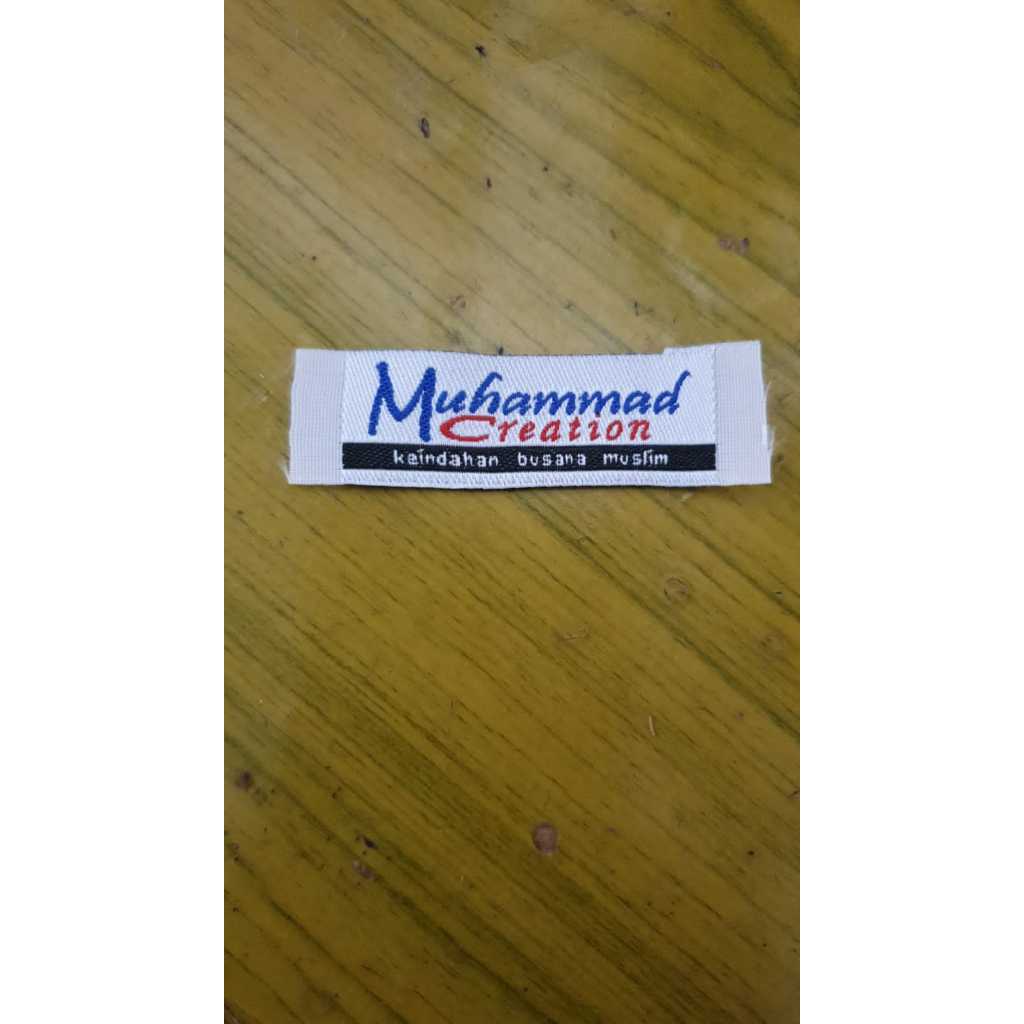 Muhammad
Creation
keindahan busana muslim